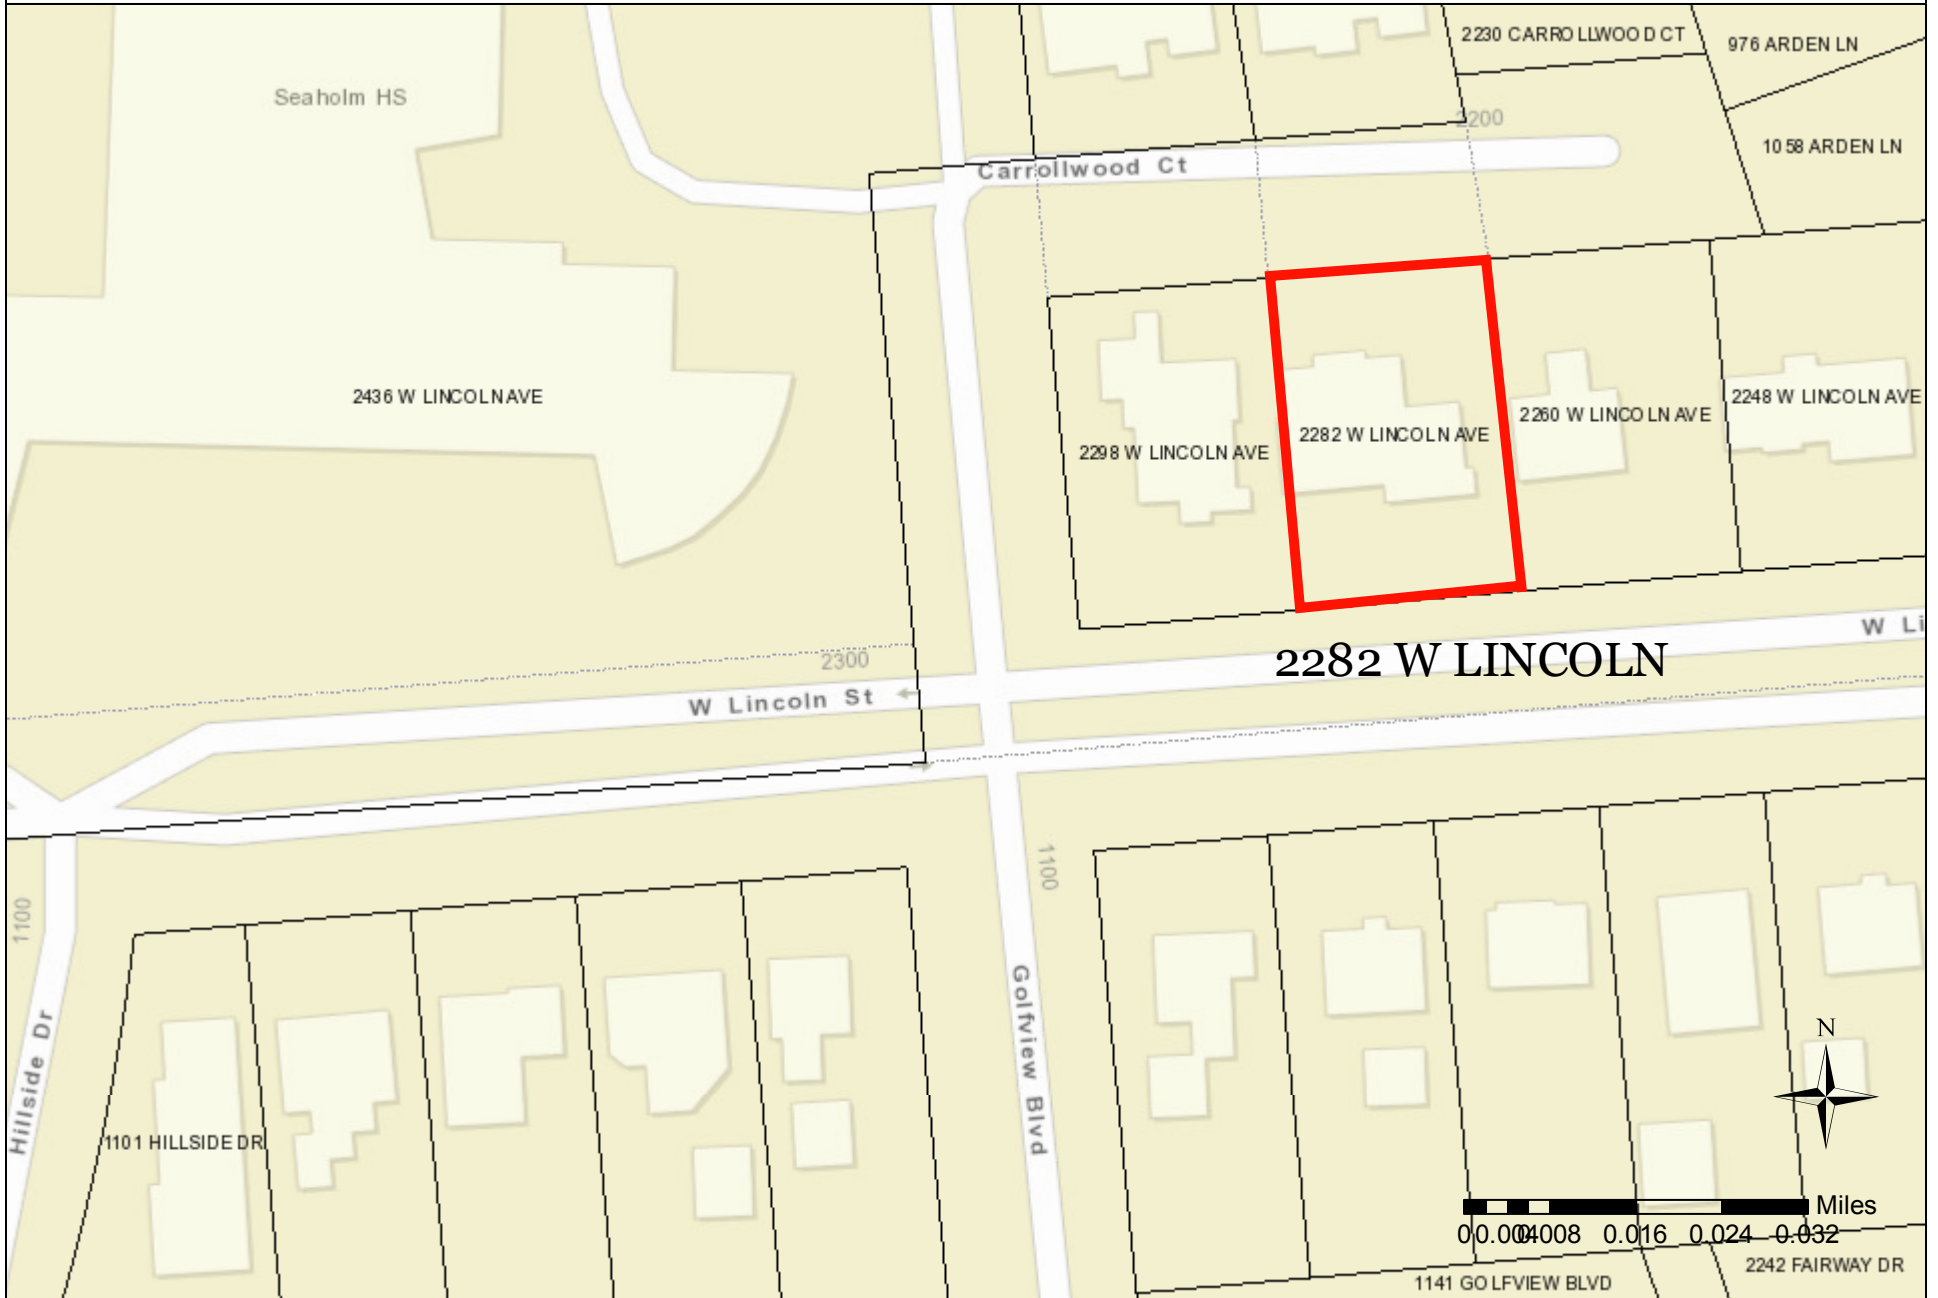 2230 CARROLLWOOD CT
976 ARDEN LN
Seaholm HS
2200
1058 ARDEN LN
Carrollwood Ct
2436 W LINCOLN AVE
2298 W LINCOLN AVE
2282 W LINCOLN AVE
2260 W LINCOLN AVE
2248 W LINCOLN AVE
W Li
2300
2282 W LINCOLN
W Lincoln St
1100
1100
Golfview Blvd
Hillside Dr
N
1101 HILLSIDE DR
Miles
0 0.004 0.008 0.016 0.024 0.032
2242 FAIRWAY DR
1141 GOLFVIEW BLVD